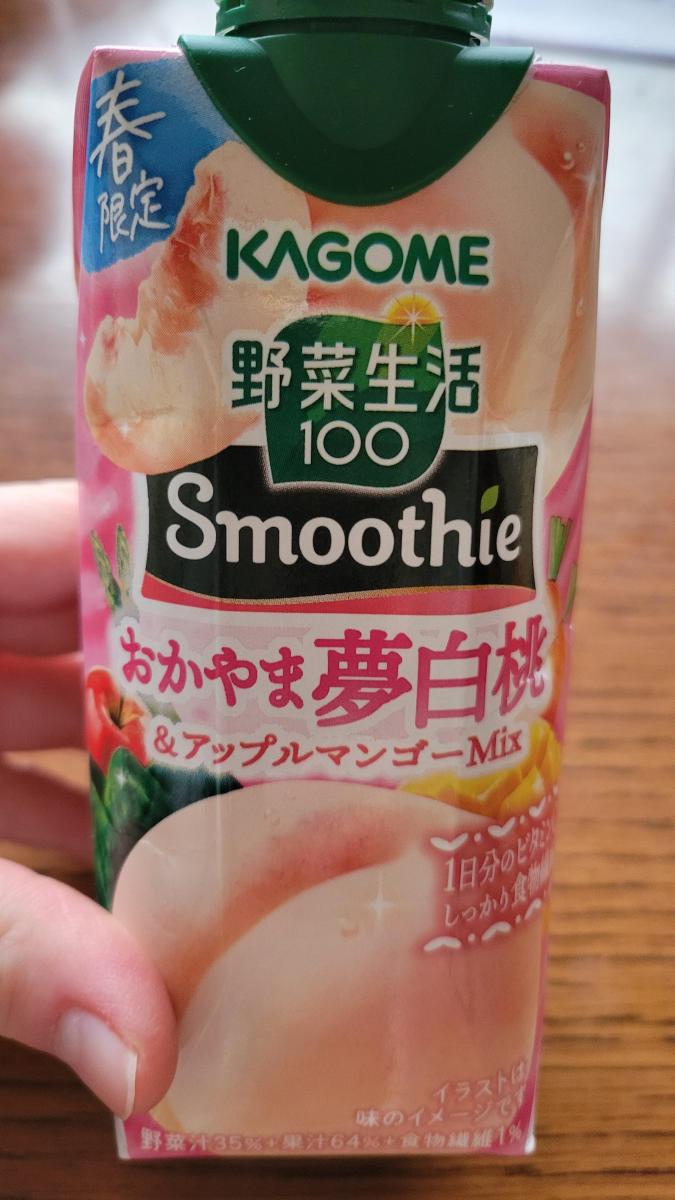 春
限定
KAGOME
野菜生活
100
Smoothie
おかやま夢白桃
&アップルマンゴーMix
1日分のビタミン
しっかり食物
イラストは
味のイメージです
野菜汁35%+果汁64%+食物繊維1%